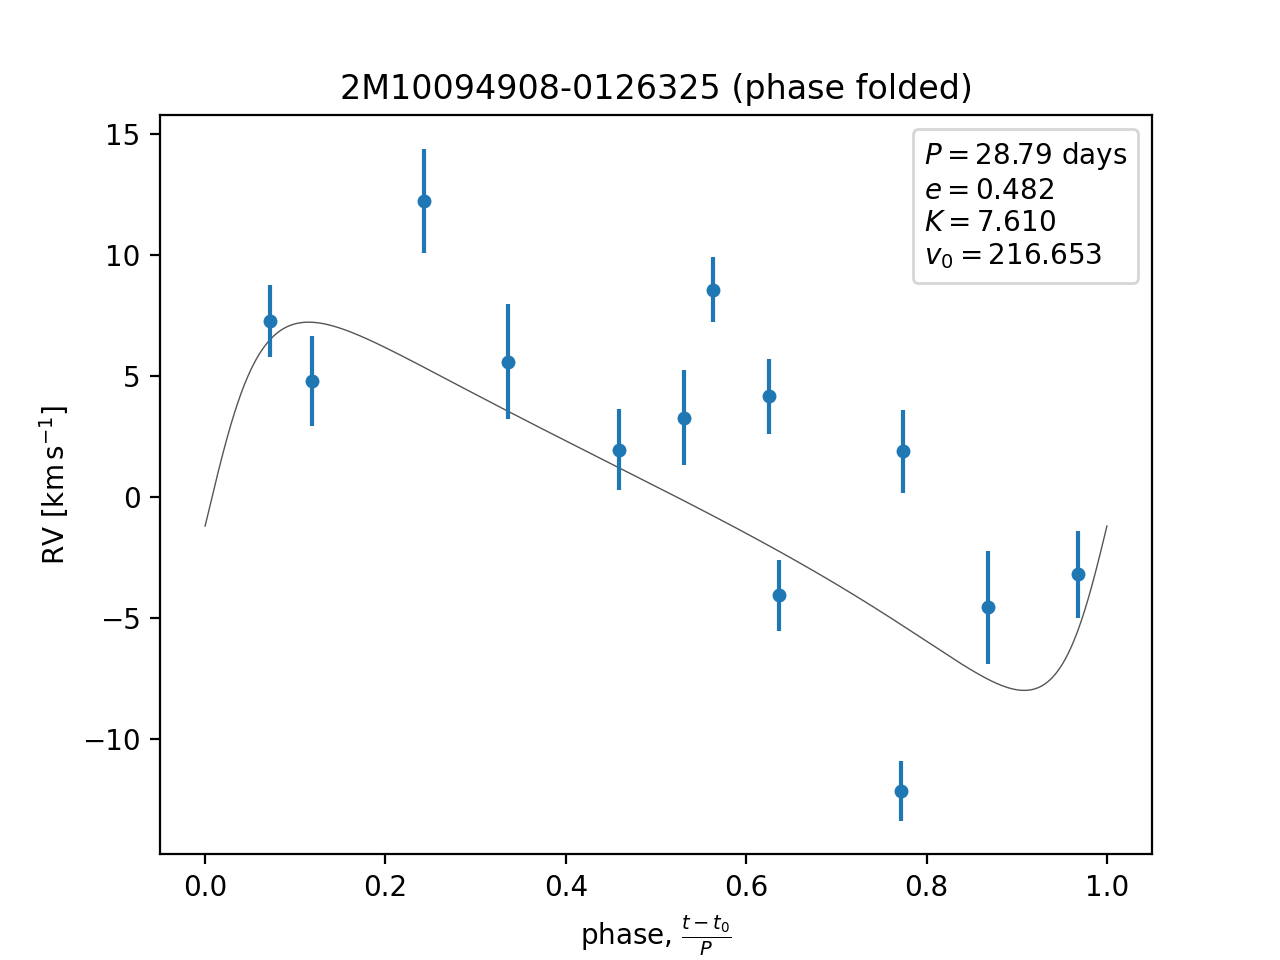 2M10094908-0126325 (phase folded)
P = 28.79 days
e = 0.482
K = 7.610
v₀ = 216.653
15
10
5
0
−5
−10
RV [km s⁻¹]
0.0 0.2 0.4 0.6 0.8 1.0
phase, (t − t₀)/P